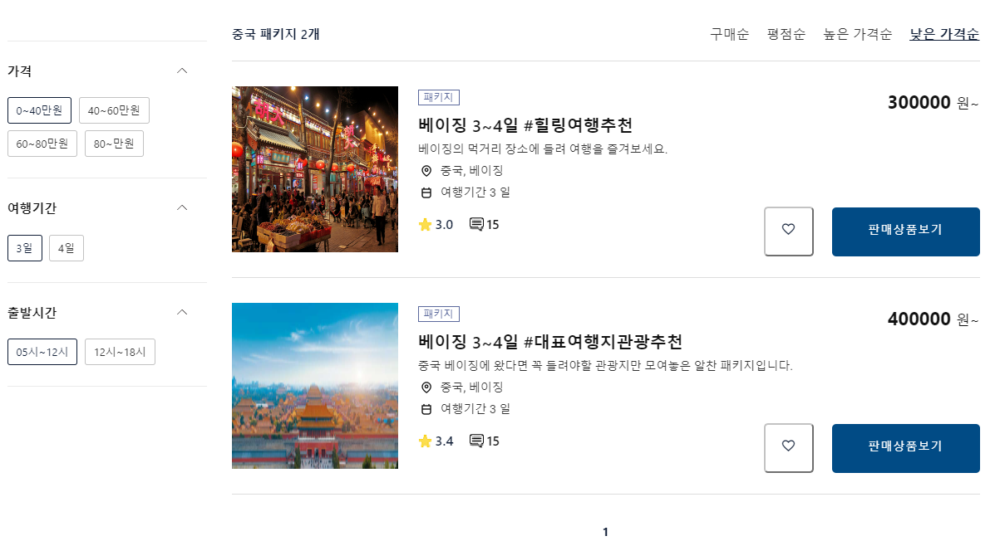 중국 패키지 2개
구매순 평점순 높은 가격순 낮은 가격순
가격
0~40만원 40~60만원
60~80만원 80~만원
여행기간
3일 4일
출발시간
05시~12시 12시~18시
패키지
300000 원~
베이징 3~4일 #힐링여행추천
베이징의 먹거리 장소에 들려 여행을 즐겨보세요.
중국, 베이징
여행기간 3 일
3.0 15
판매상품보기
패키지
400000 원~
베이징 3~4일 #대표여행지관광추천
중국 베이징에 왔다면 꼭 들려야할 관광지만 모여놓은 알찬 패키지입니다.
중국, 베이징
여행기간 3 일
3.4 15
판매상품보기
1